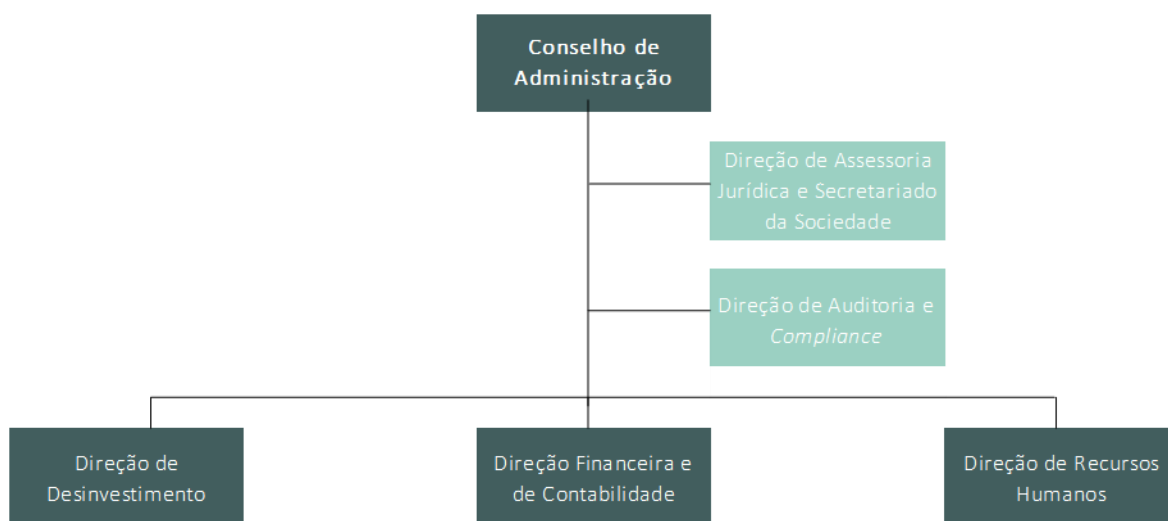 Conselho de
Administração
Direção de Assessoria
Jurídica e Secretariado
da Sociedade
Direção de Auditoria e
Compliance
Direção de
Desinvestimento
Direção Financeira e
de Contabilidade
Direção de Recursos
Humanos